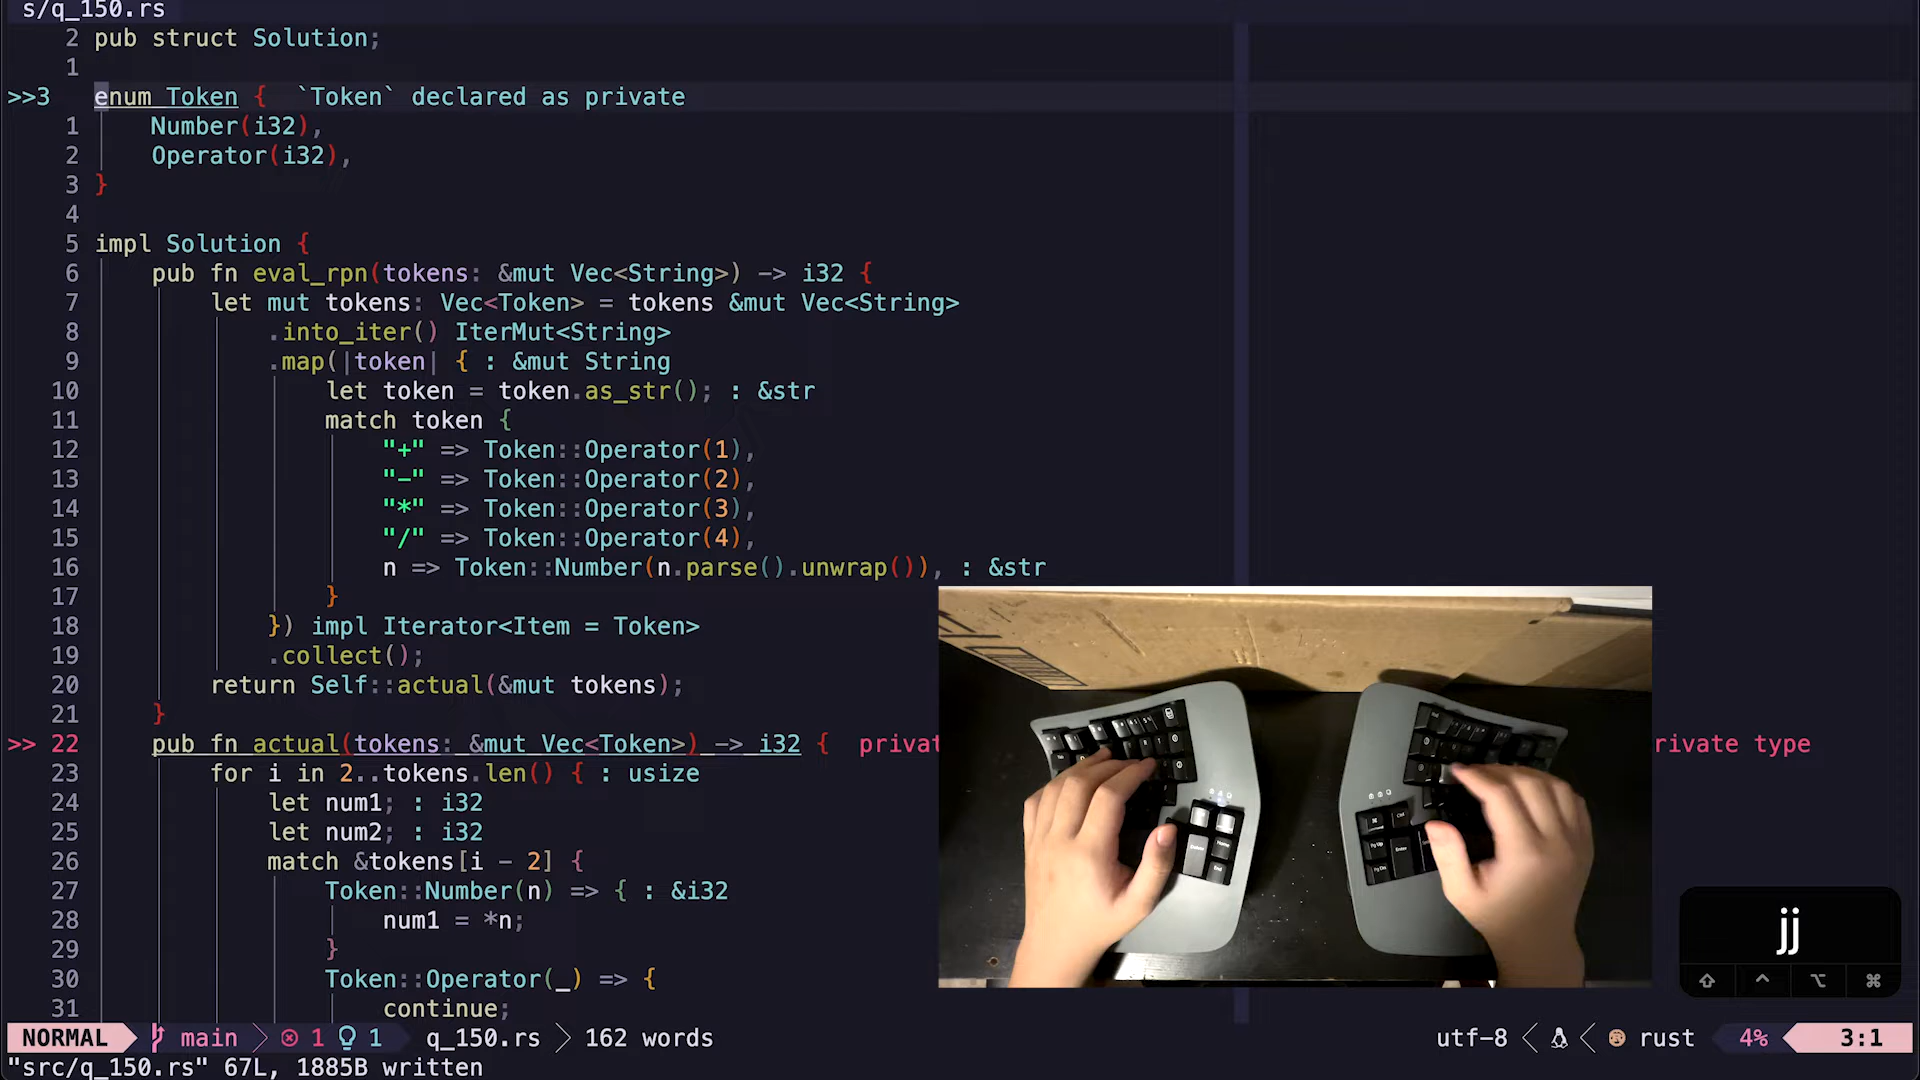 s/q_150.rs
2 pub struct Solution;
1
>>3 enum Token { `Token` declared as private
1 Number(i32),
2 Operator(i32),
3 }
4
5 impl Solution {
6 pub fn eval_rpn(tokens: &mut Vec<String>) -> i32 {
7 let mut tokens: Vec<Token> = tokens &mut Vec<String>
8 .into_iter() IterMut<String>
9 .map(|token| { : &mut String
10 let token = token.as_str(); : &str
11 match token {
12 "+" => Token::Operator(1),
13 "-" => Token::Operator(2),
14 "*" => Token::Operator(3),
15 "/" => Token::Operator(4),
16 n => Token::Number(n.parse().unwrap()), : &str
17 }
18 }) impl Iterator<Item = Token>
19 .collect();
20 return Self::actual(&mut tokens);
21 }
>> 22 pub fn actual(tokens: &mut Vec<Token>) -> i32 { privat rivate type
23 for i in 2..tokens.len() { : usize
24 let num1; : i32
25 let num2; : i32
26 match &tokens[i - 2] {
27 Token::Number(n) => { : &i32
28 num1 = *n;
29 }
30 Token::Operator(_) => {
31 continue;
jj
NORMAL main 1 1 q_150.rs 162 words utf-8 rust 4% 3:1
"src/q_150.rs" 67L, 1885B written